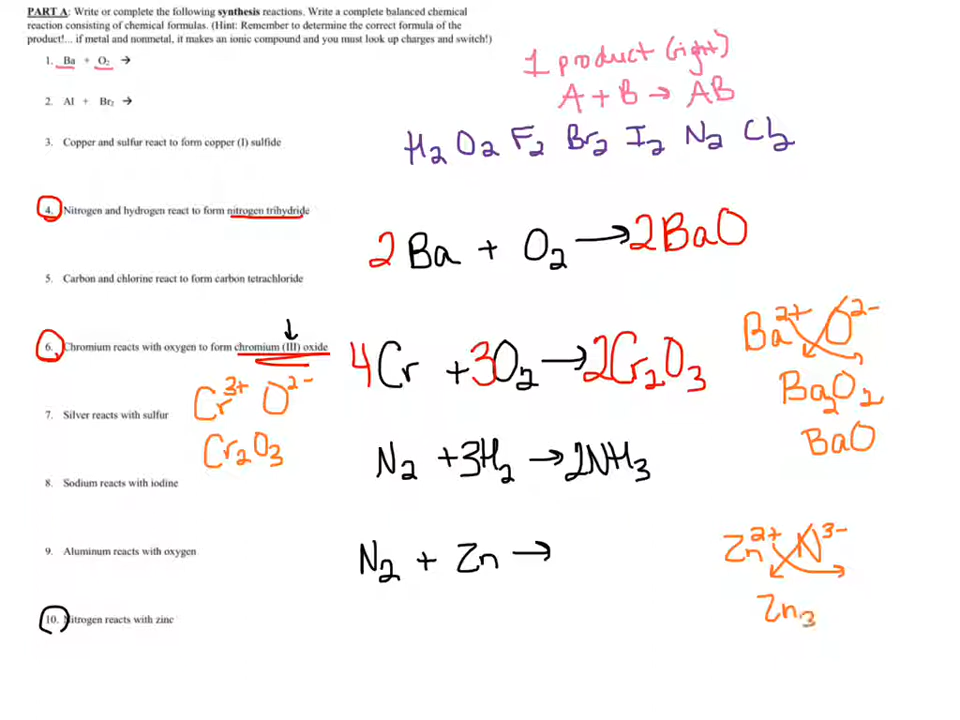 PART A: Write or complete the following synthesis reactions. Write a complete balanced chemical
reaction consisting of chemical formulas. (Hint: Remember to determine the correct formula of the
product!... if metal and nonmetal, it makes an ionic compound and you must look up charges and switch!)
1 product (right)
1. Ba + O₂ →
A + B → AB
2. Al + Br₂ →
H₂ O₂ F₂ Br₂ I₂ N₂ Cl₂
3. Copper and sulfur react to form copper (I) sulfide
4. Nitrogen and hydrogen react to form nitrogen trihydride
2Ba + O₂ → 2BaO
5. Carbon and chlorine react to form carbon tetrachloride
Ba²⁺ O²⁻
6. Chromium reacts with oxygen to form chromium (III) oxide
4Cr + 3O₂ → 2Cr₂O₃
Ba₂O₂
Cr³⁺ O²⁻
7. Silver reacts with sulfur
BaO
Cr₂O₃
N₂ + 3H₂ → 2NH₃
8. Sodium reacts with iodine
9. Aluminum reacts with oxygen
N₂ + Zn →
Zn²⁺ N³⁻
Zn₃
10. Nitrogen reacts with zinc